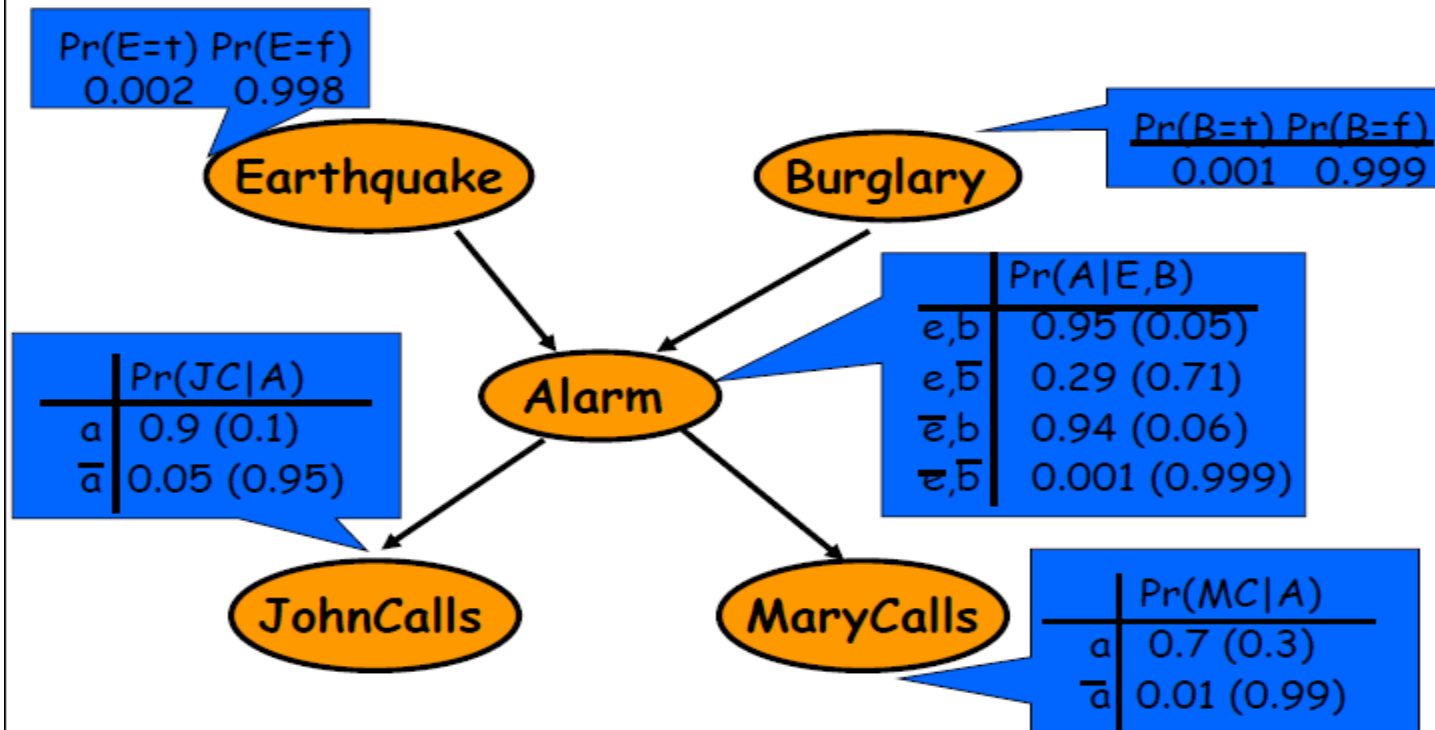 Pr(E=t) Pr(E=f)
0.002 0.998
Pr(B=t) Pr(B=f)
0.001 0.999
Earthquake
Burglary
Pr(A|E,B)
e,b 0.95 (0.05)
e,b̅ 0.29 (0.71)
e̅,b 0.94 (0.06)
e̅,b̅ 0.001 (0.999)
Alarm
Pr(JC|A)
a 0.9 (0.1)
a̅ 0.05 (0.95)
JohnCalls
MaryCalls
Pr(MC|A)
a 0.7 (0.3)
a̅ 0.01 (0.99)